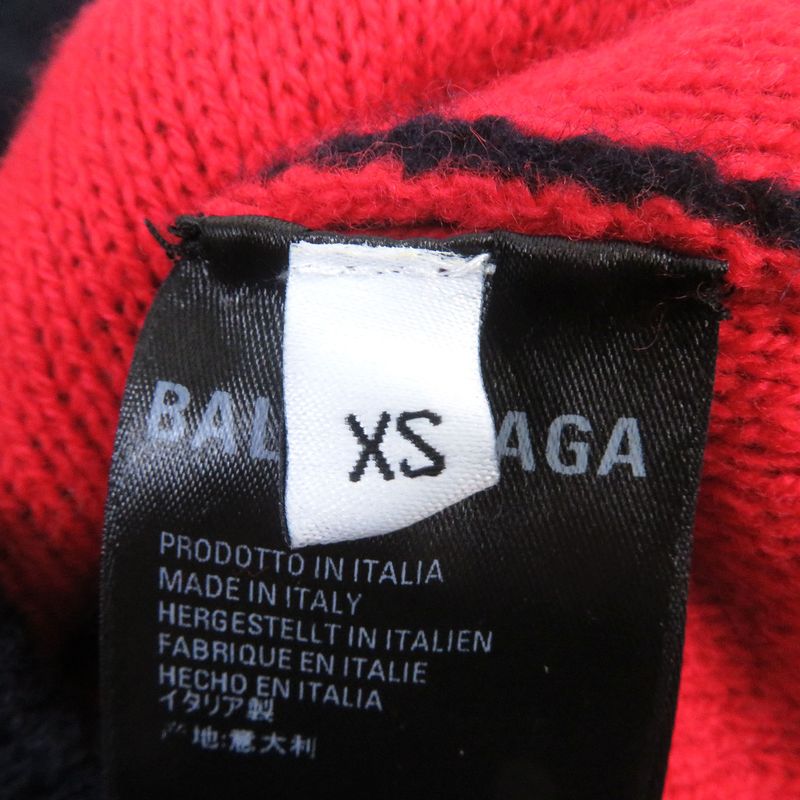 BAL AGA
XS
PRODOTTO IN ITALIA
MADE IN ITALY
HERGESTELLT IN ITALIEN
FABRIQUE EN ITALIE
HECHO EN ITALIA
イタリア製
产地:意大利